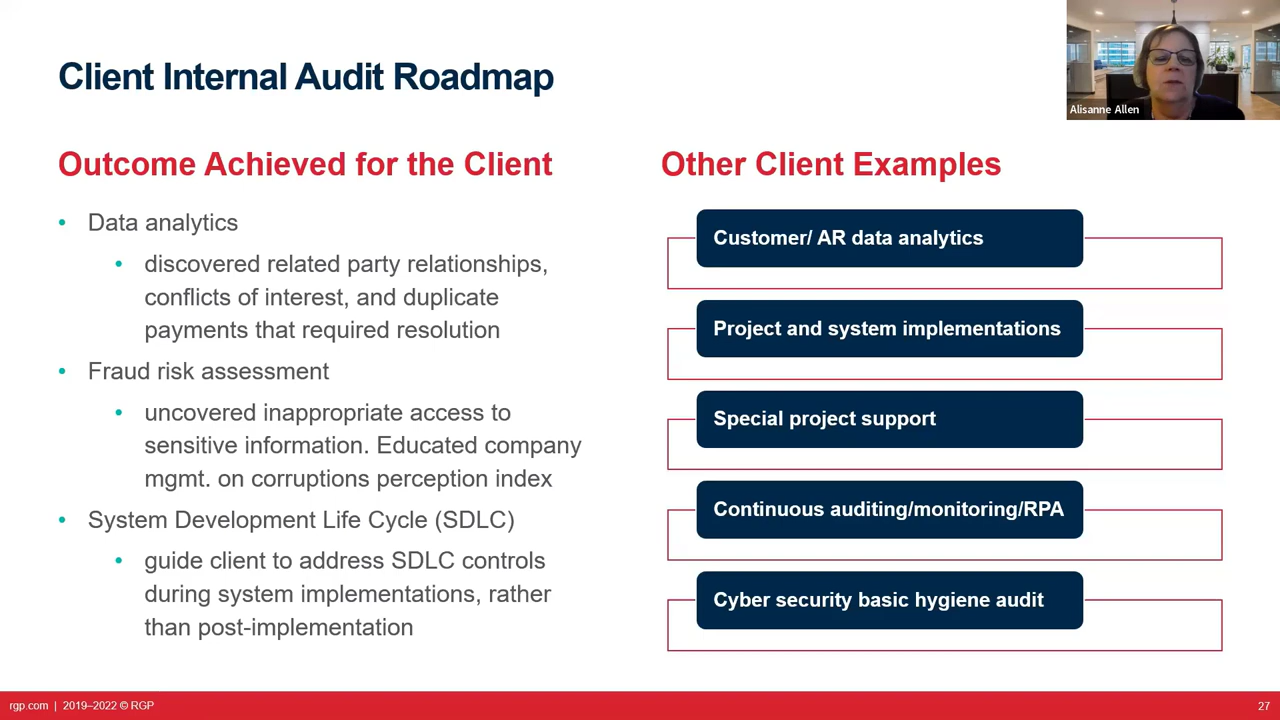 Client Internal Audit Roadmap
Alisanne Allen
Outcome Achieved for the Client
• Data analytics
• discovered related party relationships,
conflicts of interest, and duplicate
payments that required resolution
• Fraud risk assessment
• uncovered inappropriate access to
sensitive information. Educated company
mgmt. on corruptions perception index
• System Development Life Cycle (SDLC)
• guide client to address SDLC controls
during system implementations, rather
than post-implementation
Other Client Examples
Customer/ AR data analytics
Project and system implementations
Special project support
Continuous auditing/monitoring/RPA
Cyber security basic hygiene audit
rgp.com | 2019–2022 © RGP
27